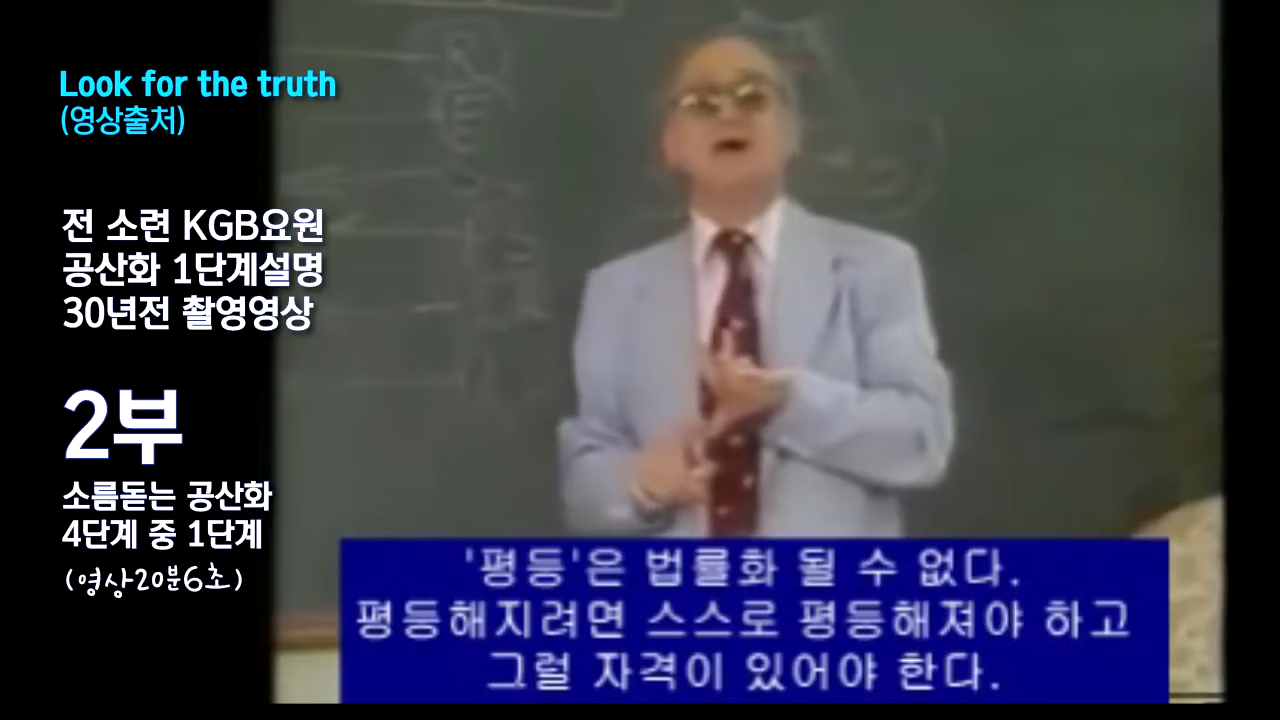 Look for the truth
(영상출처)
전 소련 KGB요원
공산화 1단계설명
30년전 촬영영상
2부
소름돋는 공산화
4단계 중 1단계
(영상20분6초)
'평등'은 법률화 될 수 없다.
평등해지려면 스스로 평등해져야 하고
그럴 자격이 있어야 한다.